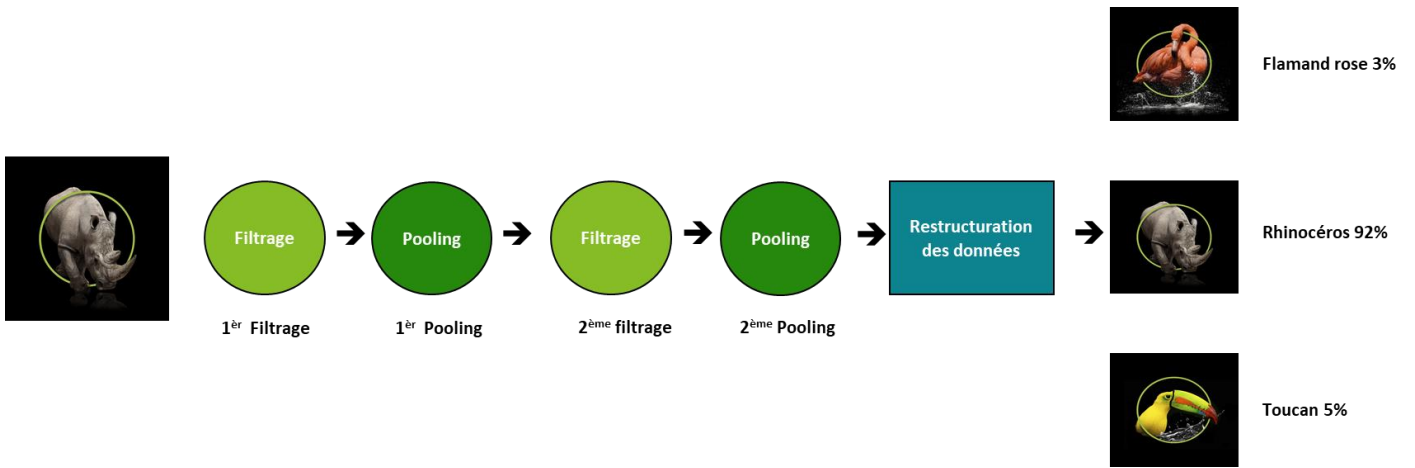 Flamand rose 3%
Filtrage
Pooling
Filtrage
Pooling
Restructuration
des données
Rhinocéros 92%
1èr Filtrage
1èr Pooling
2ème filtrage
2ème Pooling
Toucan 5%